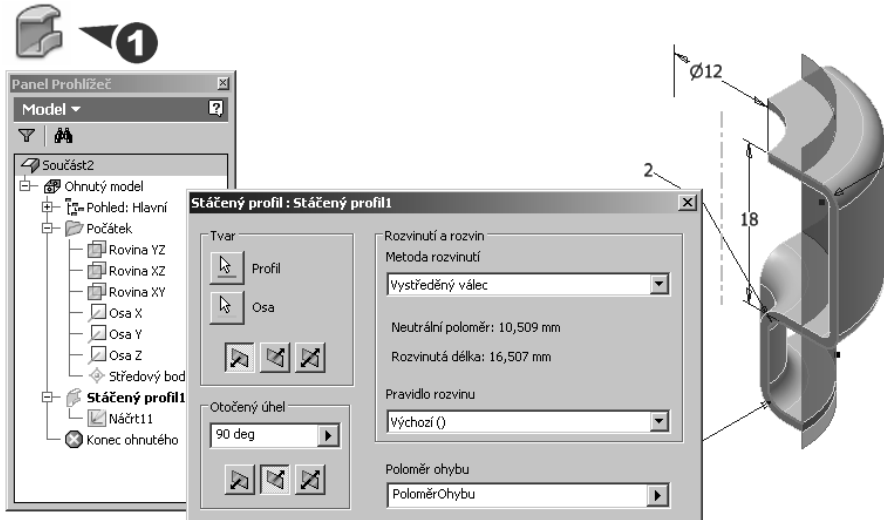 1
Panel Prohlížeč
Model
Součást2
Ohnutý model
Pohled: Hlavní
Počátek
Rovina YZ
Rovina XZ
Rovina XY
Osa X
Osa Y
Osa Z
Středový bod
Stáčený profil1
Náčrt11
Konec ohnutého
Stáčený profil : Stáčený profil1
Tvar
Profil
Osa
Otočený úhel
90 deg
Rozvinutí a rozvin
Metoda rozvinutí
Vystředěný válec
Neutrální poloměr: 10,509 mm
Rozvinutá délka: 16,507 mm
Pravidlo rozvinu
Výchozí ()
Poloměr ohybu
PoloměrOhybu
Ø12
2
18